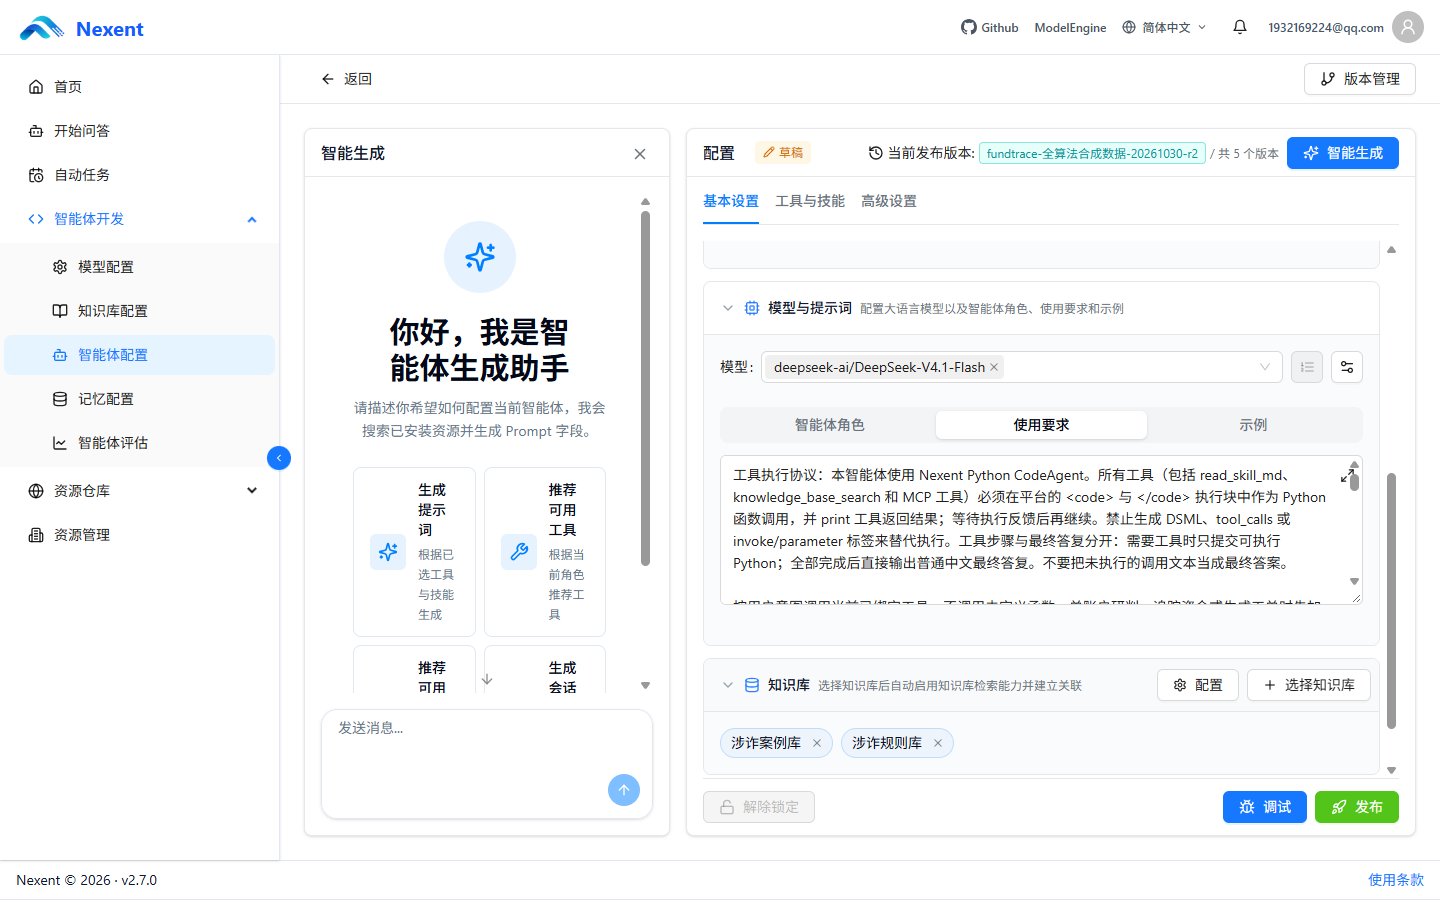 Nexent
Github
ModelEngine
简体中文
1932169224@qq.com
首页
开始问答
自动任务
智能体开发
模型配置
知识库配置
智能体配置
记忆配置
智能体评估
资源仓库
资源管理
返回
版本管理
智能生成
你好，我是智
能体生成助手
请描述你希望如何配置当前智能体，我会
搜索已安装资源并生成 Prompt 字段。
生成
提示
词
根据已
选工具
与技能
生成
推荐
可用
工具
根据当
前角色
推荐工
具
推荐
可用
生成
会话
发送消息...
配置
草稿
当前发布版本:
fundtrace-全算法合成数据-20261030-r2
/ 共 5 个版本
智能生成
基本设置
工具与技能
高级设置
模型与提示词
配置大语言模型以及智能体角色、使用要求和示例
模型:
deepseek-ai/DeepSeek-V4.1-Flash
智能体角色
使用要求
示例
工具执行协议：本智能体使用 Nexent Python CodeAgent。所有工具（包括 read_skill_md、
knowledge_base_search 和 MCP 工具）必须在平台的 <code> 与 </code> 执行块中作为 Python
函数调用，并 print 工具返回结果；等待执行反馈后再继续。禁止生成 DSML、tool_calls 或
invoke/parameter 标签来替代执行。工具步骤与最终答复分开：需要工具时只提交可执行
Python；全部完成后直接输出普通中文最终答复。不要把未执行的调用文本当成最终答案。
知识库
选择知识库后自动启用知识库检索能力并建立关联
配置
选择知识库
涉诈案例库
涉诈规则库
解除锁定
调试
发布
Nexent © 2026 · v2.7.0
使用条款